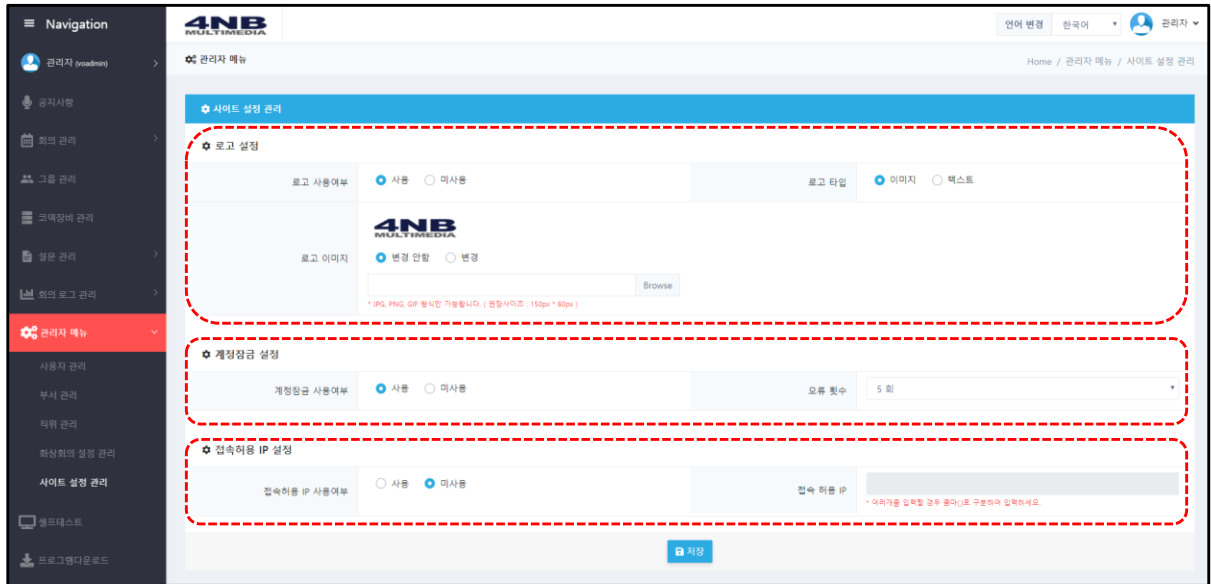 Navigation
4NB
MULTIMEDIA
언어 변경 한국어 관리자
관리자 (voadmin)
관리자 메뉴
Home / 관리자 메뉴 / 사이트 설정 관리
공지사항
회의 관리
그룹 관리
코덱장비 관리
설문 관리
회의 로그 관리
관리자 메뉴
사용자 관리
부서 관리
직위 관리
화상회의 설정 관리
사이트 설정 관리
셀프테스트
프로그램다운로드
사이트 설정 관리
로고 설정
로고 사용여부 사용 미사용 로고 타입 이미지 텍스트
4NB
MULTIMEDIA
로고 이미지 변경 안함 변경
Browse
* JPG, PNG, GIF 형식만 가능합니다. ( 권장사이즈 : 150px * 60px )
계정잠금 설정
계정잠금 사용여부 사용 미사용 오류 횟수 5 회
접속허용 IP 설정
접속허용 IP 사용여부 사용 미사용 접속 허용 IP
* 여러개를 입력할 경우 콤마(,)로 구분하여 입력하세요.
저장